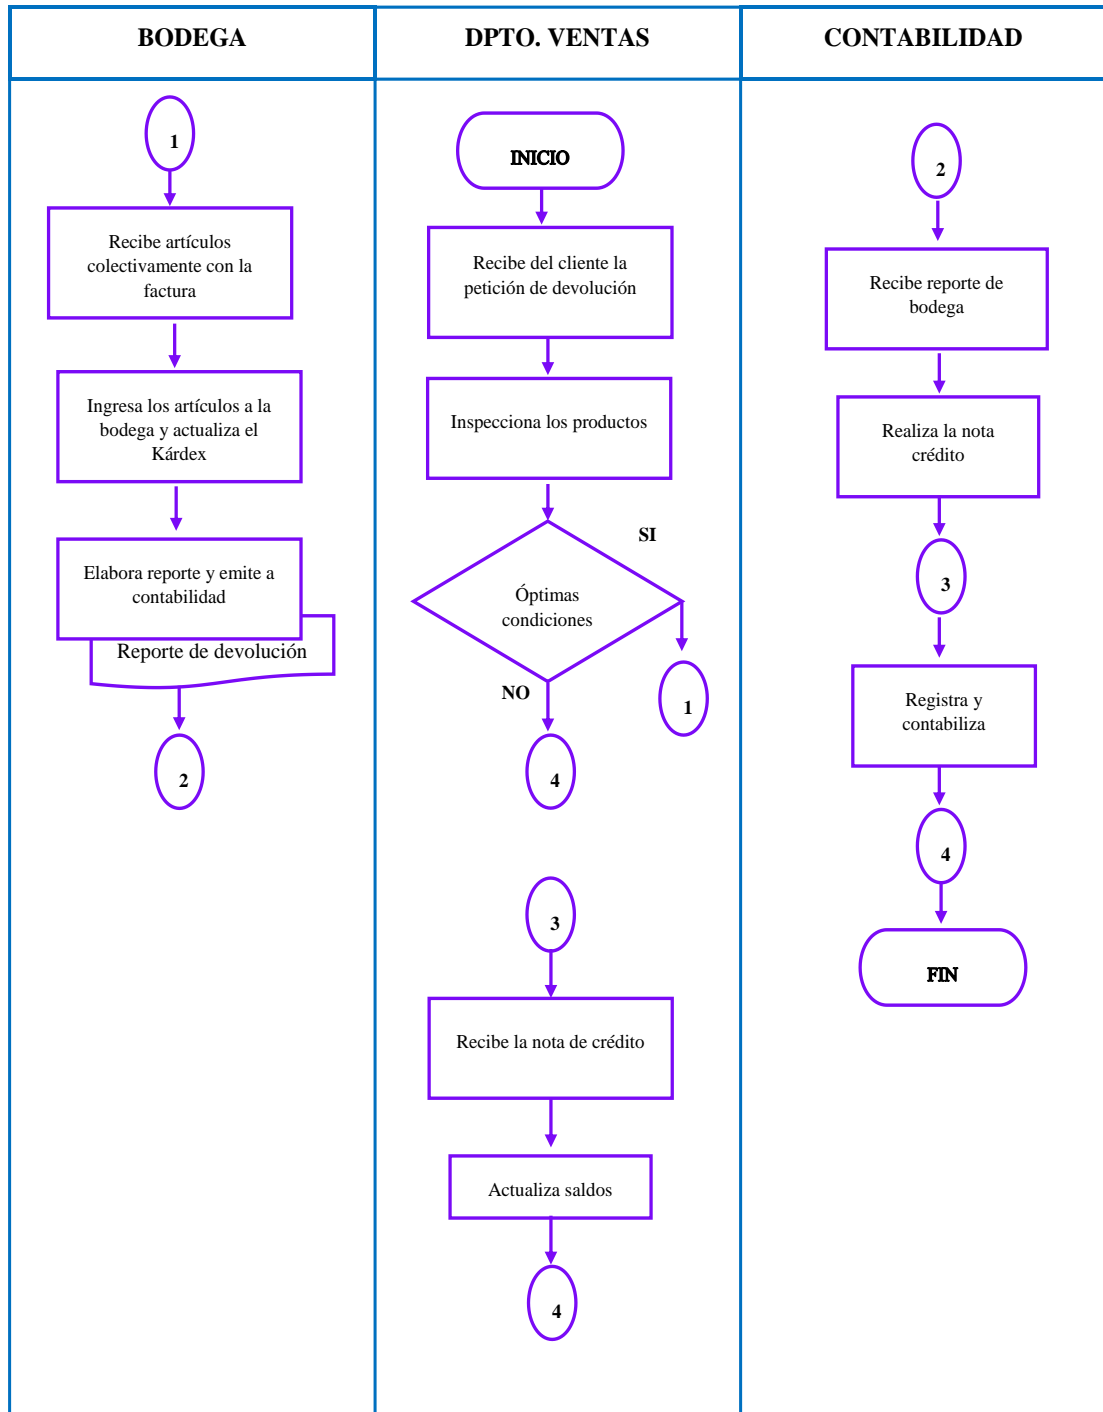 BODEGA
DPTO. VENTAS
CONTABILIDAD
1
Recibe artículos
colectivamente con la
factura
Ingresa los artículos a la
bodega y actualiza el
Kárdex
Elabora reporte y emite a
contabilidad
Reporte de devolución
2
INICIO
Recibe del cliente la
petición de devolución
Inspecciona los productos
SI
Óptimas
condiciones
NO
1
4
3
Recibe la nota de crédito
Actualiza saldos
4
2
Recibe reporte de
bodega
Realiza la nota
crédito
3
Registra y
contabiliza
4
FIN